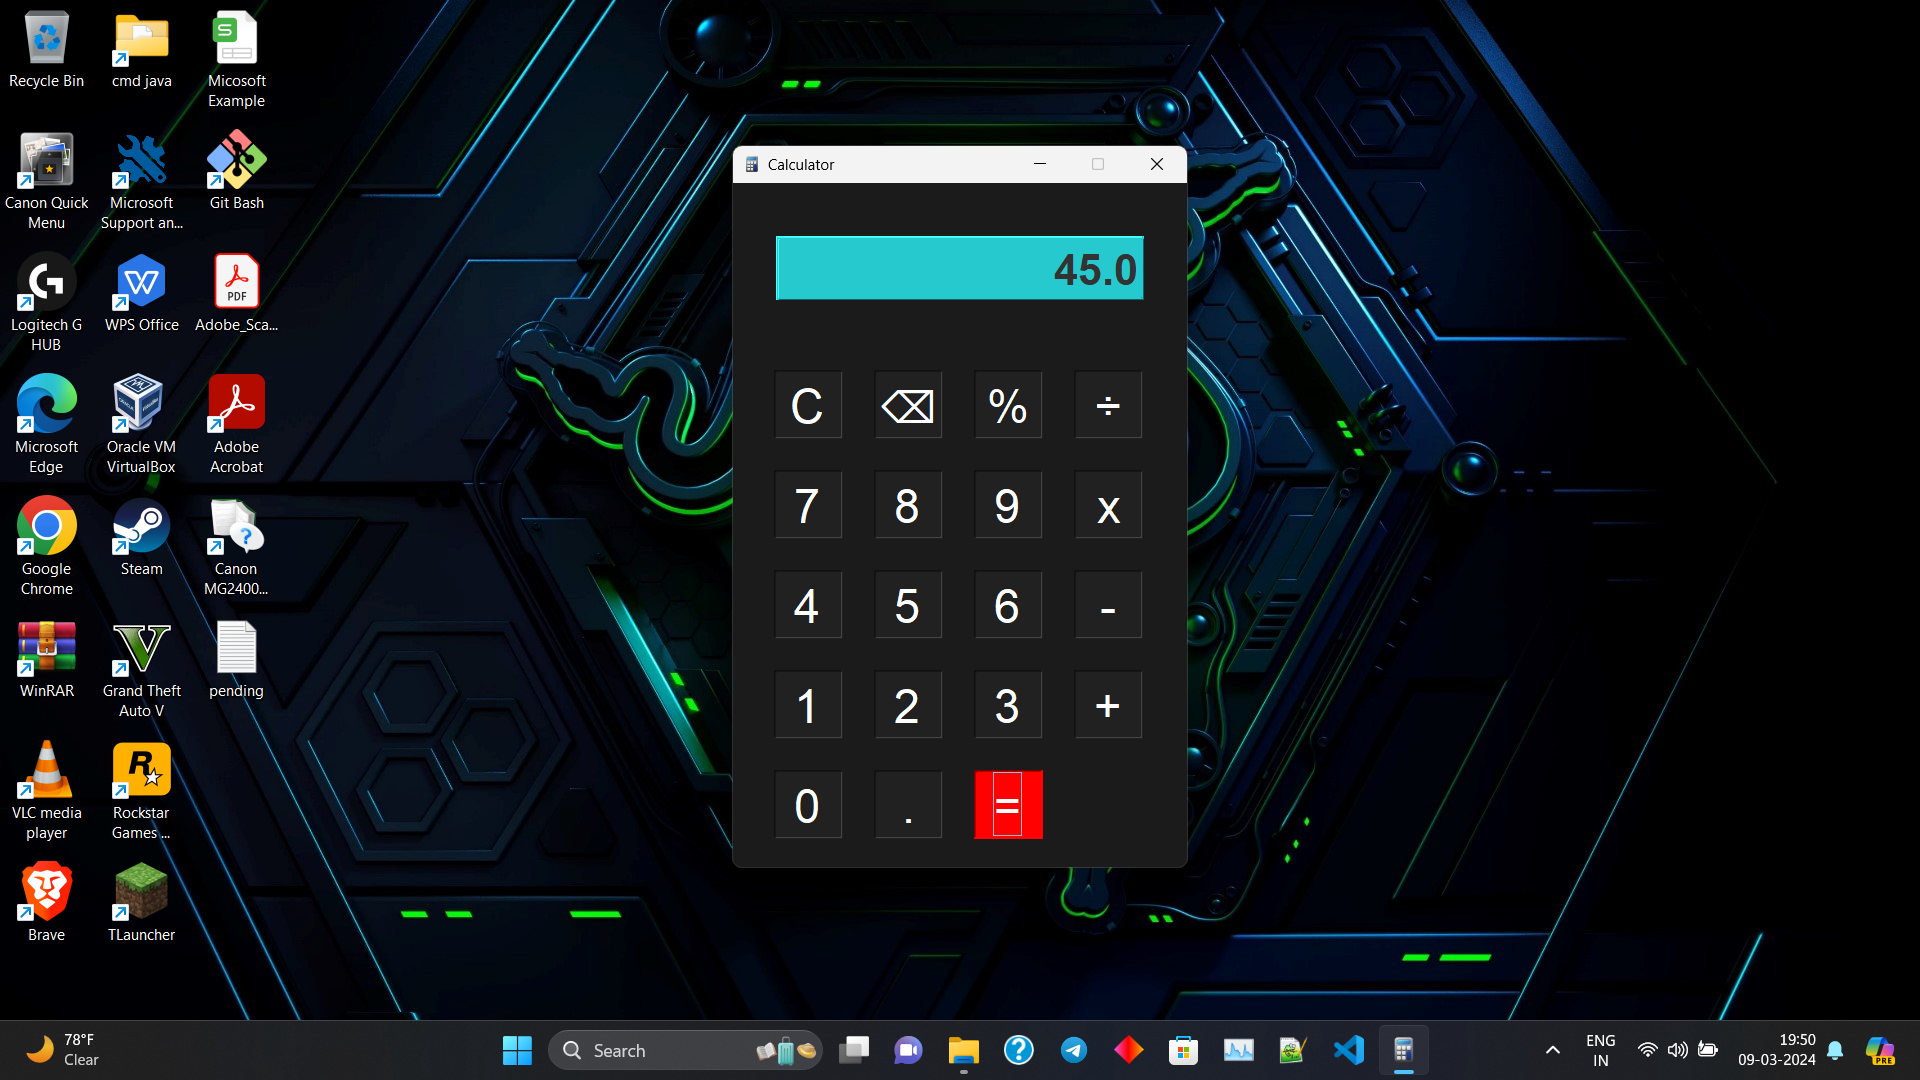 Recycle Bin
cmd java
Micosoft
Example
Canon Quick
Menu
Microsoft
Support an...
Git Bash
Logitech G
HUB
WPS Office
PDF
Adobe_Sca...
Microsoft
Edge
Oracle VM
VirtualBox
Adobe
Acrobat
Google
Chrome
Steam
Canon
MG2400...
WinRAR
Grand Theft
Auto V
pending
VLC media
player
Rockstar
Games ...
Brave
TLauncher
Calculator
45.0
C ⌫ % ÷
7 8 9 x
4 5 6 -
1 2 3 +
0 . =
78°F
Clear
Search
ENG
IN
19:50
09-03-2024
PRE